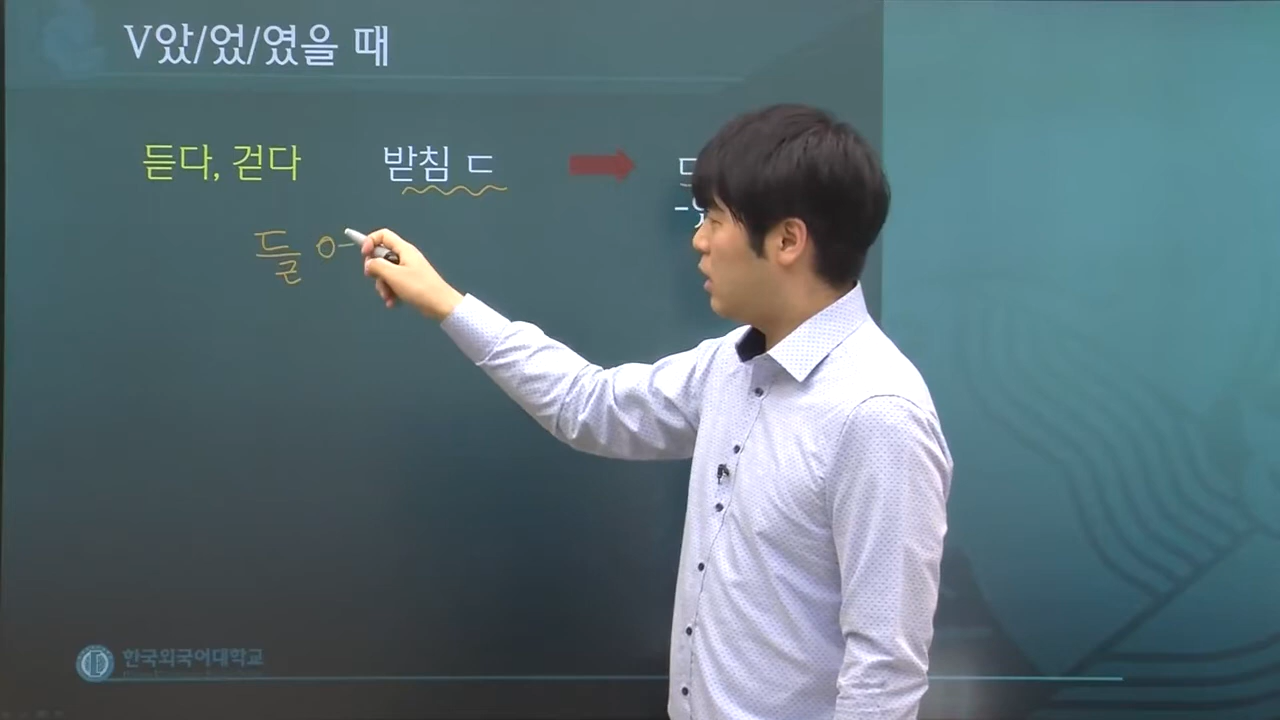 V았/었/였을 때
듣다, 걷다 받침 ㄷ
들
한국외국어대학교